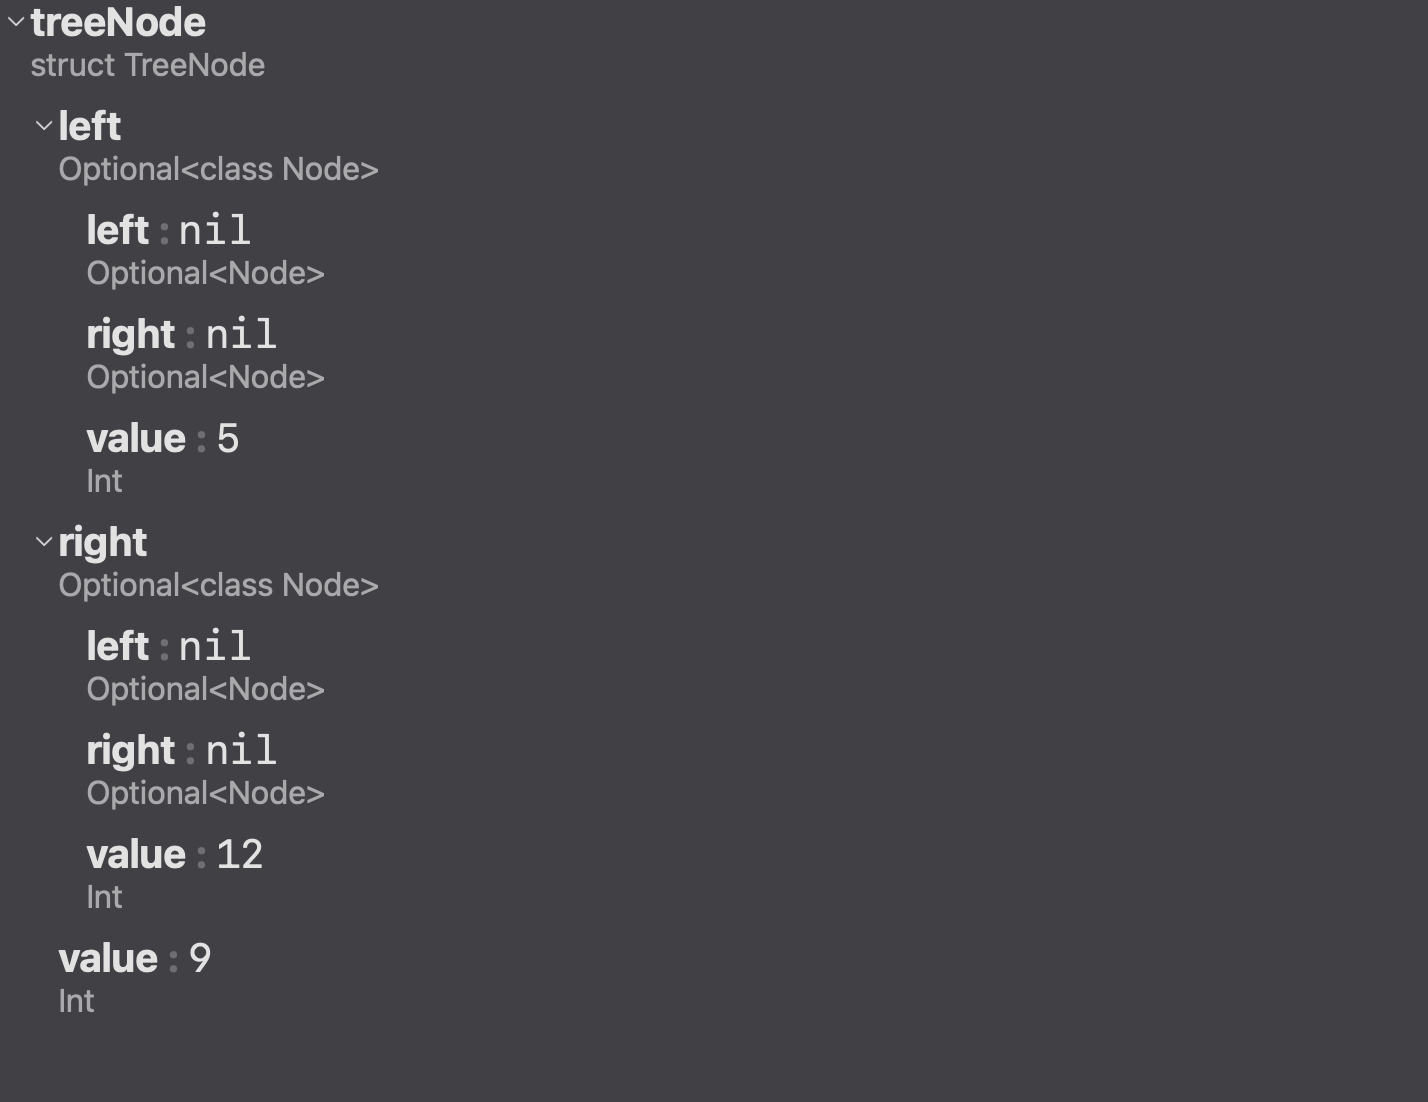 treeNode
struct TreeNode
left
Optional<class Node>
left : nil
Optional<Node>
right : nil
Optional<Node>
value : 5
Int
right
Optional<class Node>
left : nil
Optional<Node>
right : nil
Optional<Node>
value : 12
Int
value : 9
Int